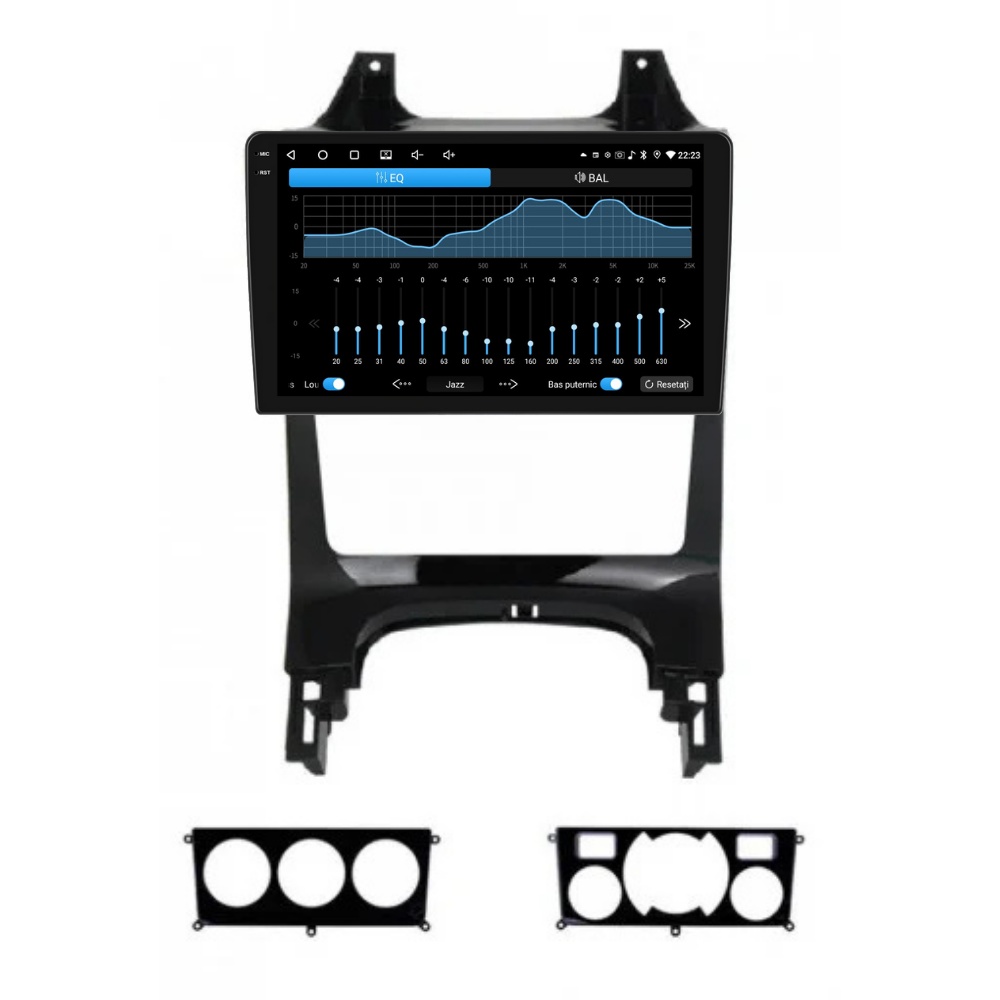 MIC
22:23
RST
EQ
BAL
15
0
-15
20 50 100 200 500 1K 2K 5K 10K 25K
-4 -4 -3 -1 0 -4 -6 -10 -10 -11 -4 -3 -2 -2 +2 +5
15
0
-15
20 25 31 40 50 63 80 100 125 160 200 250 315 400 500 630
s Lou Jazz Bas puternic Resetați